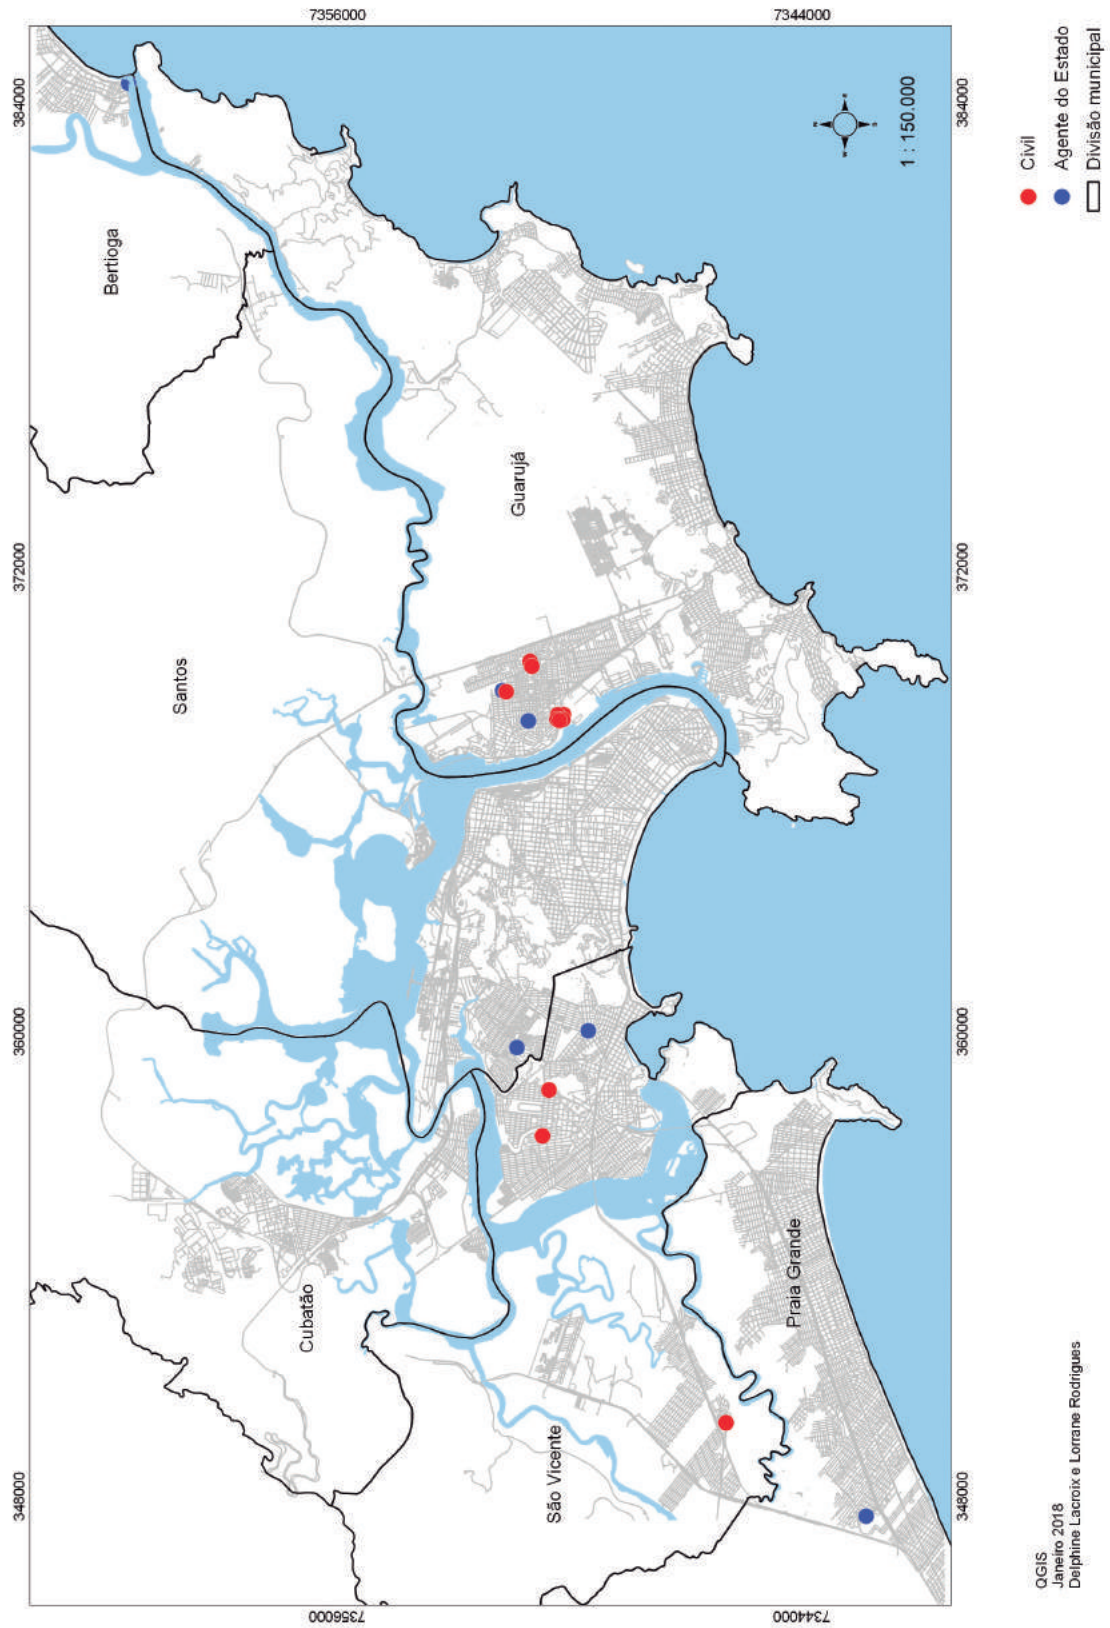 384000
372000
360000
348000
7356000
7344000
Bertioga
Santos
Guarujá
Cubatão
São Vicente
Praia Grande
N
S
1 : 150.000
384000
372000
360000
348000
7356000
7344000
Civil
Agente do Estado
Divisão municipal
QGIS
Janeiro 2018
Delphine Lacroix e Lorrane Rodrigues